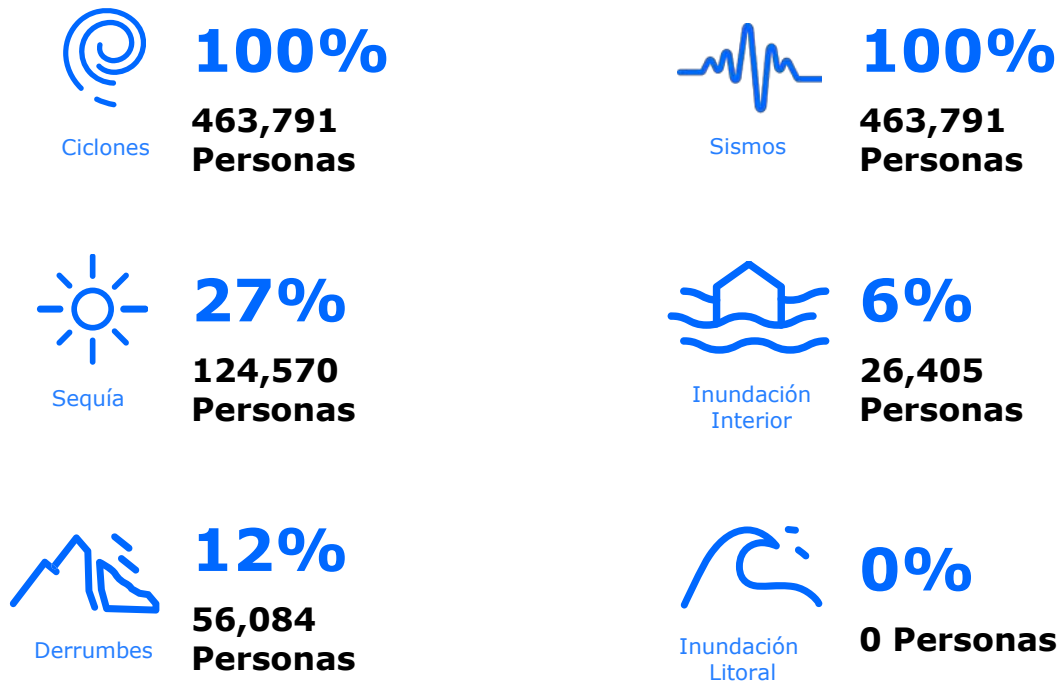 100%
463,791
Personas
Ciclones
100%
463,791
Personas
Sismos
27%
124,570
Personas
Sequía
6%
26,405
Personas
Inundación
Interior
12%
56,084
Personas
Derrumbes
0%
0 Personas
Inundación
Litoral